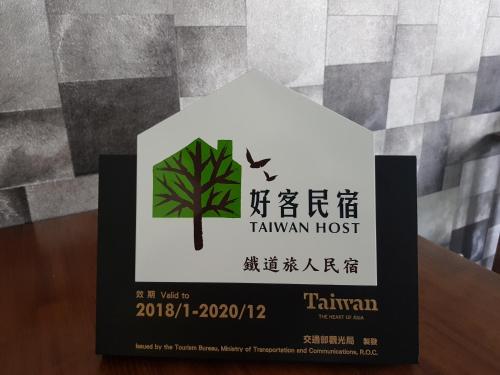 好客民宿
TAIWAN HOST
鐵道旅人民宿
效期 Valid to
2018/1-2020/12
Taiwan
THE HEART OF ASIA
交通部觀光局 製發
Issued by the Tourism Bureau, Ministry of Transportation and Communications, R.O.C.